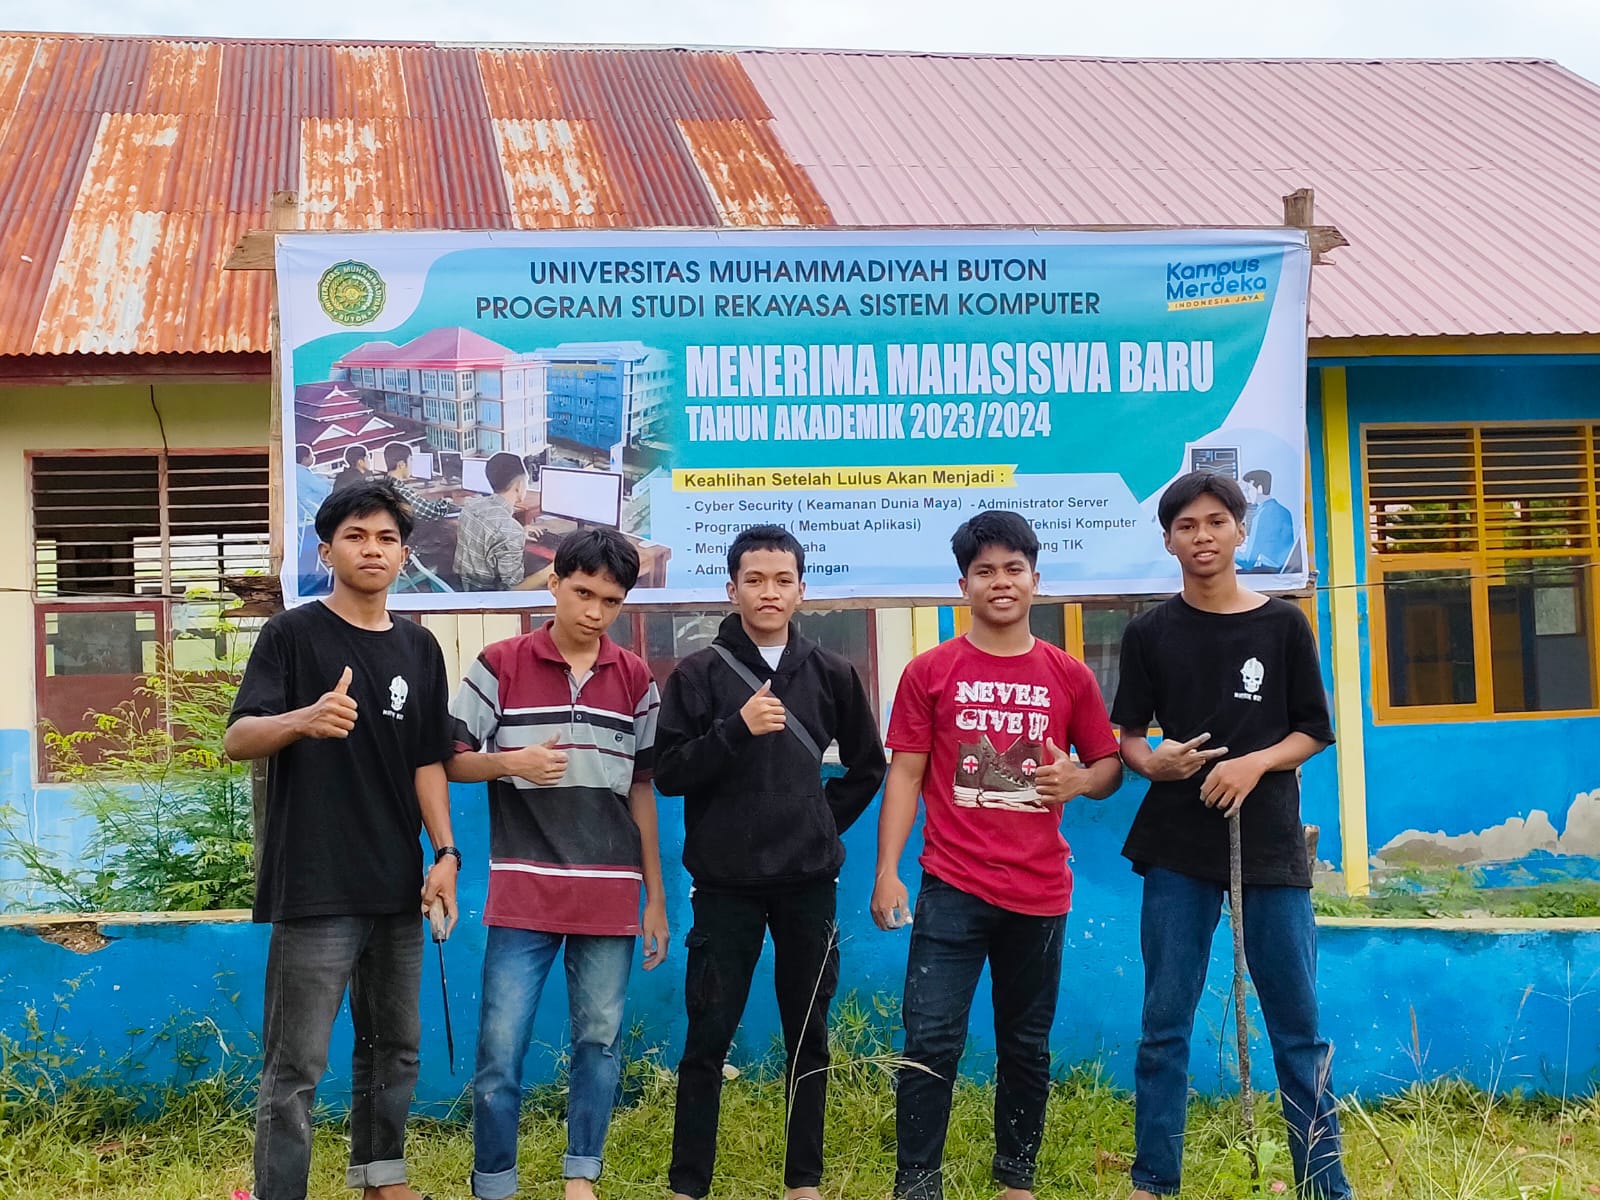 UNIVERSITAS MUHAMMADIYAH BUTON
PROGRAM STUDI REKAYASA SISTEM KOMPUTER
Kampus
Merdeka
INDONESIA JAYA
MENERIMA MAHASISWA BARU
TAHUN AKADEMIK 2023/2024
Keahlihan Setelah Lulus Akan Menjadi :
- Cyber Security ( Keamanan Dunia Maya) - Administrator Server
- Programming ( Membuat Aplikasi) Teknisi Komputer
TIK
NEVER
GIVE UP